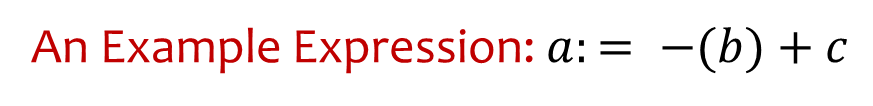 An Example Expression: a: = −(b) + c